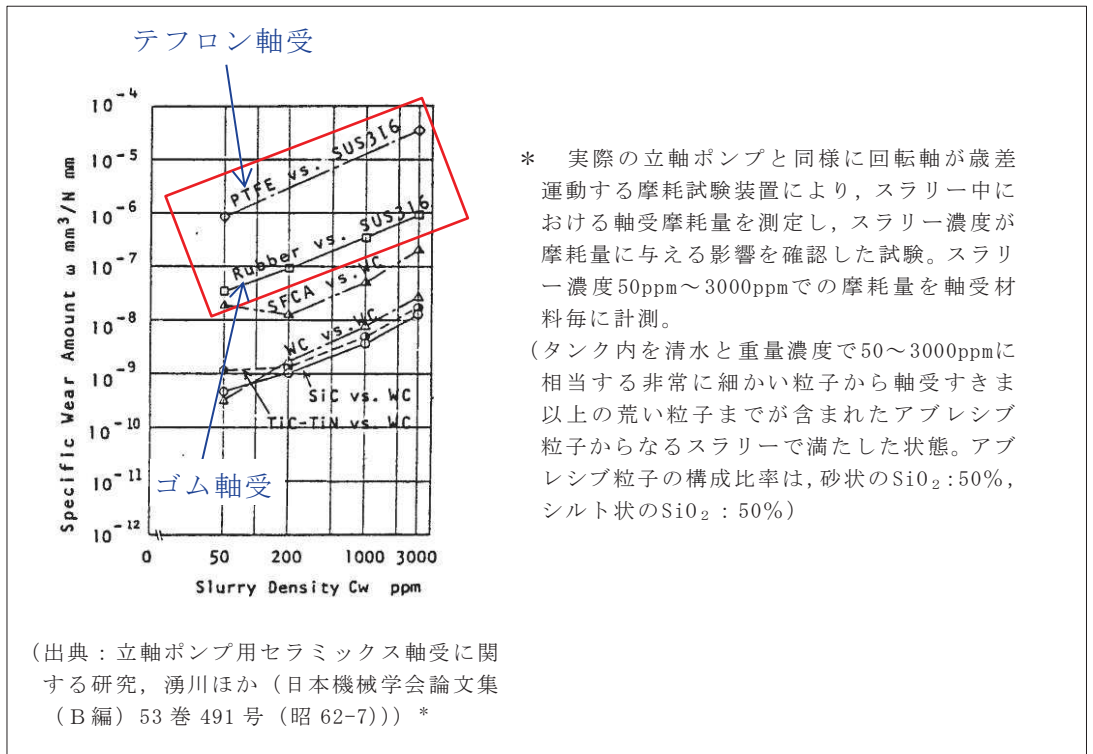 テフロン軸受
10⁻⁴
10⁻⁵
10⁻⁶
10⁻⁷
10⁻⁸
10⁻⁹
10⁻¹⁰
10⁻¹¹
10⁻¹²
Specific Wear Amount ω mm³/N mm
PTFE vs. SUS316
Rubber vs. SUS316
SFCA vs.WC
WC vs.WC
SiC vs. WC
TiC-TiN vs.WC
ゴム軸受
0 50 200 1000 3000
Slurry Density Cw ppm
* 実際の立軸ポンプと同様に回転軸が歳差
運動する摩耗試験装置により,スラリー中に
おける軸受摩耗量を測定し,スラリー濃度が
摩耗量に与える影響を確認した試験。スラリ
ー濃度50ppm～3000ppmでの摩耗量を軸受材
料毎に計測。
(タンク内を清水と重量濃度で50～3000ppmに
相当する非常に細かい粒子から軸受すきま
以上の荒い粒子までが含まれたアブレシブ
粒子からなるスラリーで満たした状態。アブ
レシブ粒子の構成比率は,砂状のSiO₂:50%,
シルト状のSiO₂:50%)
(出典:立軸ポンプ用セラミックス軸受に関
する研究,湧川ほか(日本機械学会論文集
(B編)53巻491号(昭62-7)))*